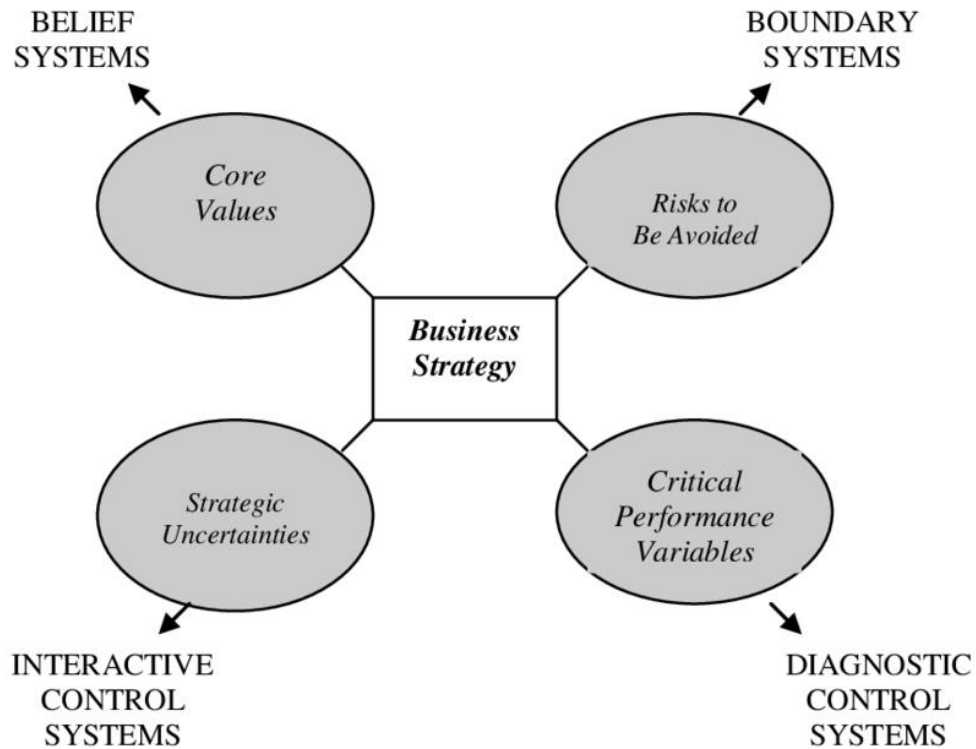 BELIEF
SYSTEMS
BOUNDARY
SYSTEMS
Core
Values
Risks to
Be Avoided
Business
Strategy
Strategic
Uncertainties
Critical
Performance
Variables
INTERACTIVE
CONTROL
SYSTEMS
DIAGNOSTIC
CONTROL
SYSTEMS